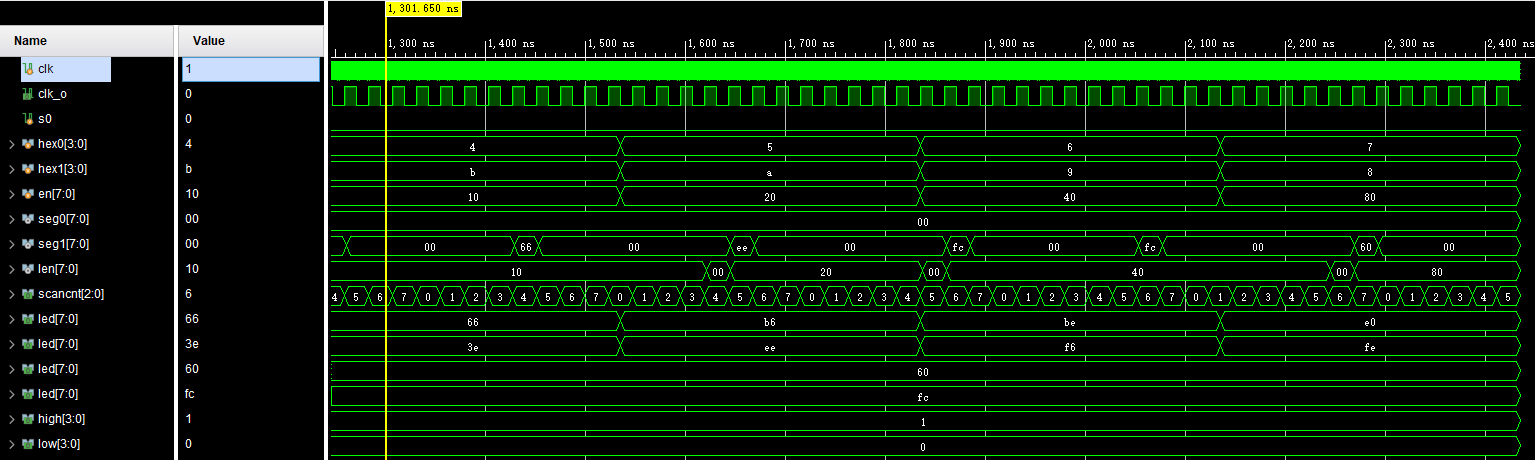 1,301.650 ns
Name Value 1,300 ns 1,400 ns 1,500 ns 1,600 ns 1,700 ns 1,800 ns 1,900 ns 2,000 ns 2,100 ns 2,200 ns 2,300 ns 2,400 ns
clk 1
clk_o 0
s0 0
hex0[3:0] 4 4 5 6 7
hex1[3:0] b b a 9 8
en[7:0] 10 10 20 40 80
seg0[7:0] 00 00
seg1[7:0] 00 00 66 00 ee 00 fc 00 fc 00 60 00
len[7:0] 10 10 00 20 00 40 00 80
scancnt[2:0] 6 4 5 6 7 0 1 2 3 4 5 6 7 0 1 2 3 4 5 6 7 0 1 2 3 4 5 6 7 0 1 2 3 4 5 6 7 0 1 2 3 4 5 6 7 0 1 2 3 4 5
led[7:0] 66 66 b6 be e0
led[7:0] 3e 3e ee f6 fe
led[7:0] 60 60
led[7:0] fc fc
high[3:0] 1 1
low[3:0] 0 0